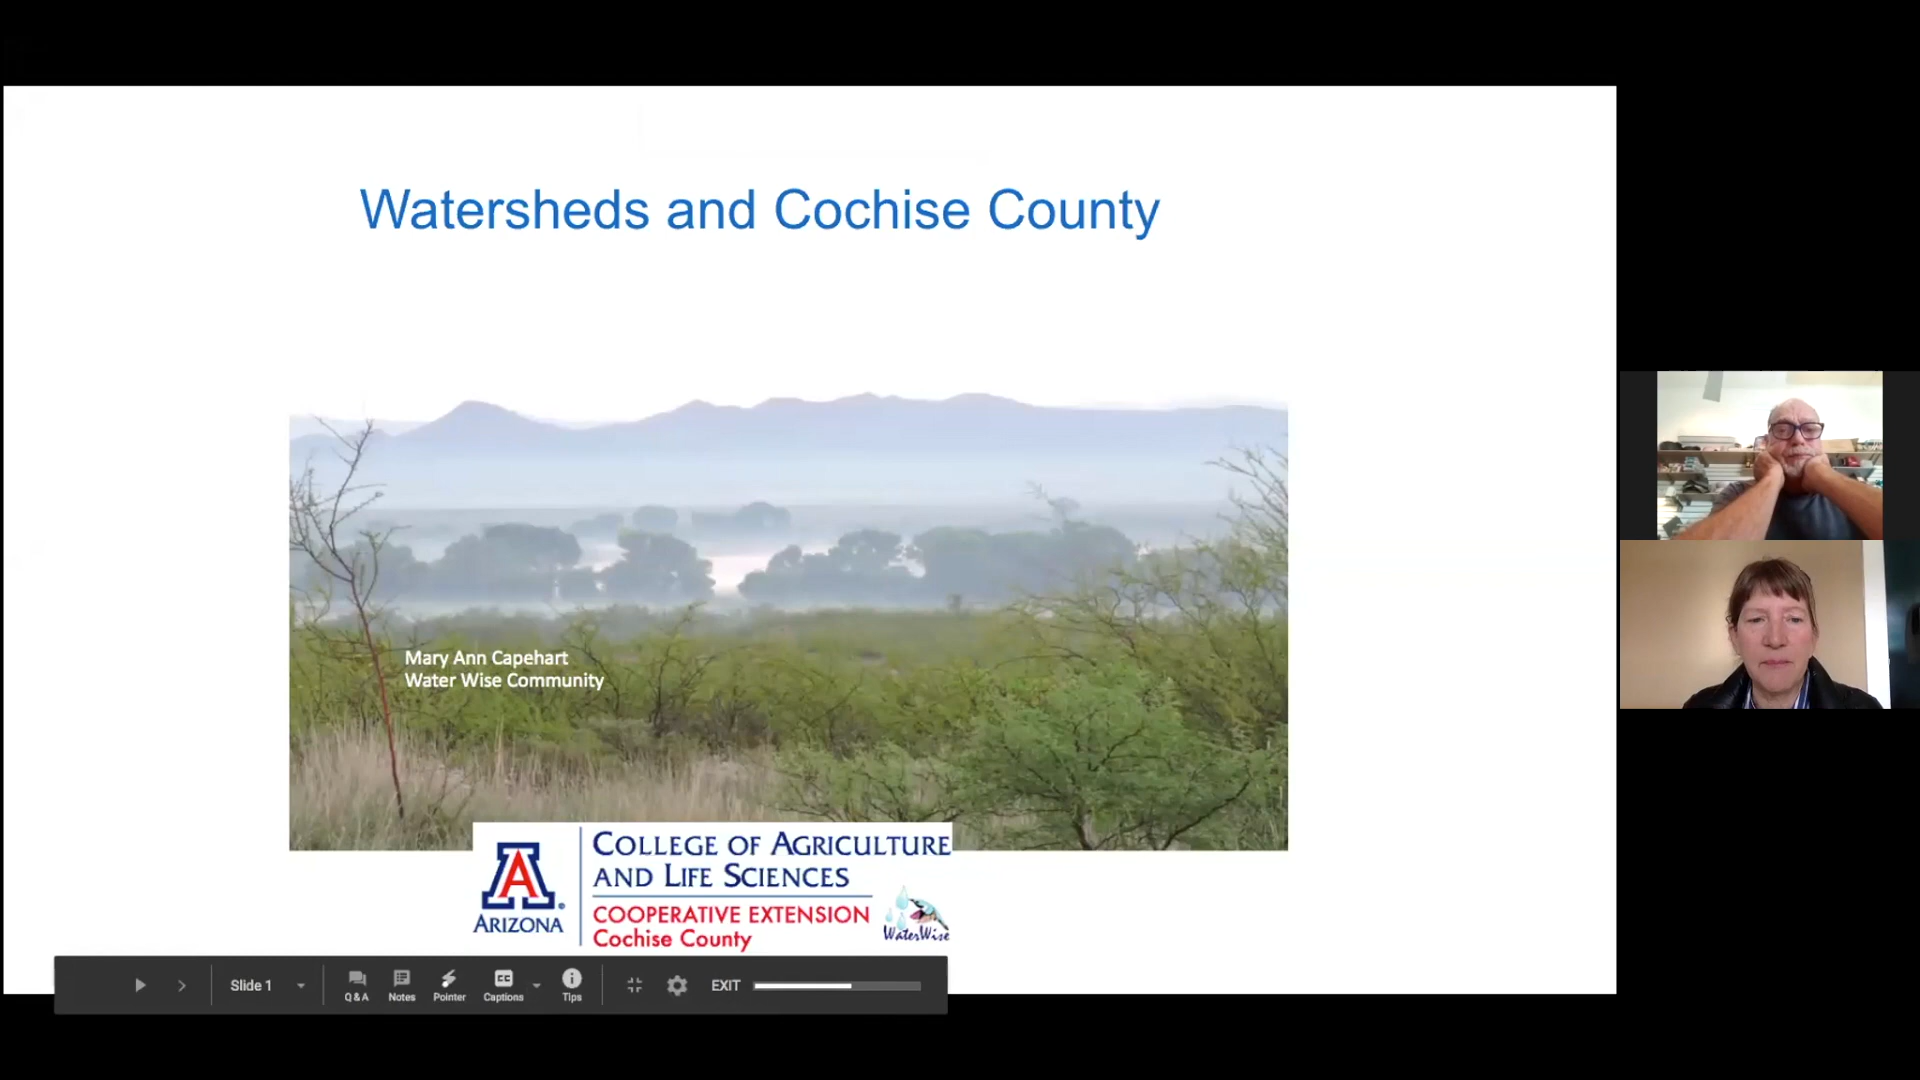 Watersheds and Cochise County
Mary Ann Capehart
Water Wise Community
COLLEGE OF AGRICULTURE
AND LIFE SCIENCES
ARIZONA
COOPERATIVE EXTENSION
Cochise County
WaterWise
Slide 1
Q & A
Notes
Pointer
CC
Captions
Tips
EXIT